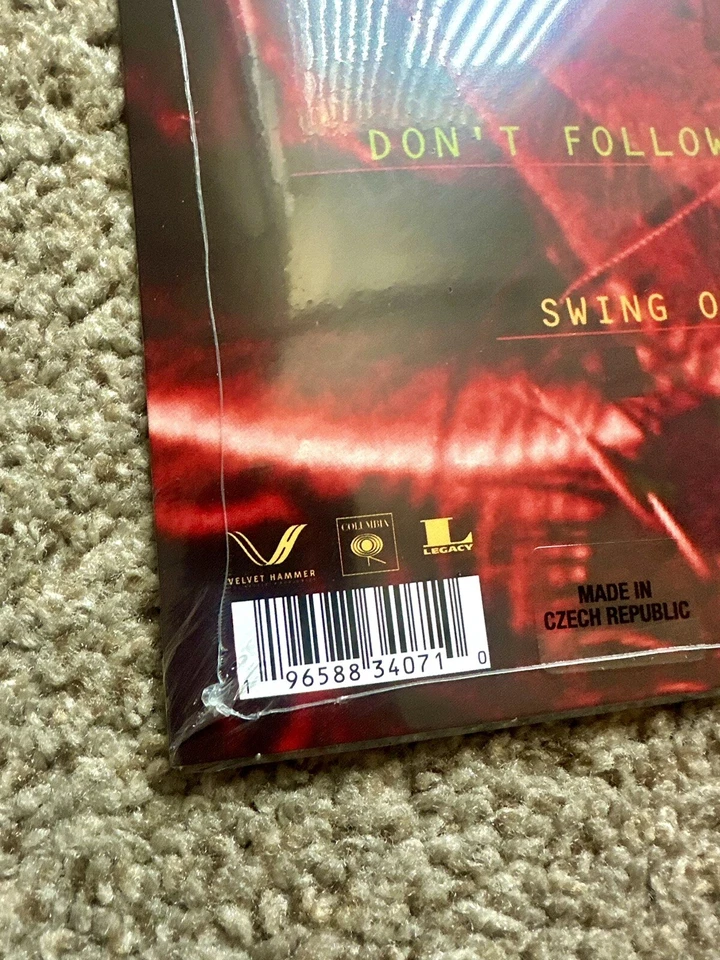 DON'T FOLLOW
SWING O
VELVET HAMMER
COLUMBIA
L
LEGACY
MADE IN
CZECH REPUBLIC
1 96588 34071 0